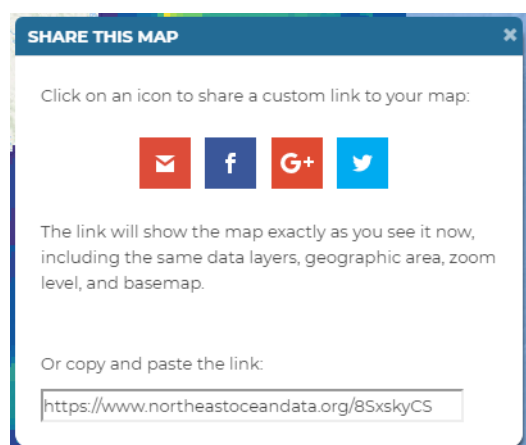 SHARE THIS MAP
Click on an icon to share a custom link to your map:
f G+
The link will show the map exactly as you see it now,
including the same data layers, geographic area, zoom
level, and basemap.
Or copy and paste the link:
https://www.northeastoceandata.org/8SxskyCS